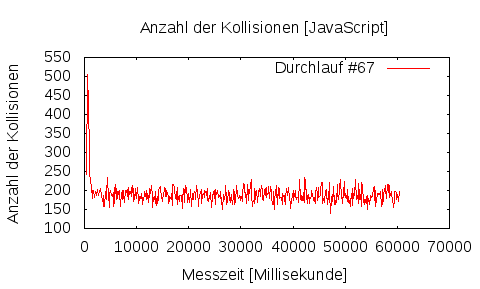 Anzahl der Kollisionen [JavaScript]
Durchlauf #67
Anzahl der Kollisionen
550
500
450
400
350
300
250
200
150
100
0 10000 20000 30000 40000 50000 60000 70000
Messzeit [Millisekunde]